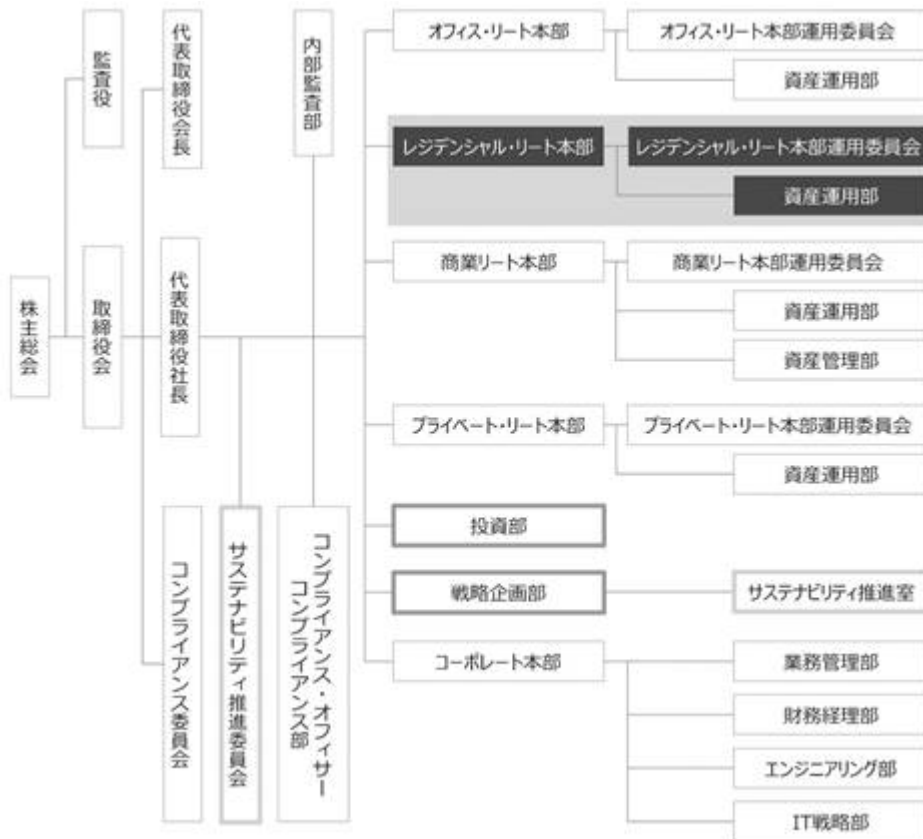 株主総会
監査役
取締役会
代表取締役会長
代表取締役社長
コンプライアンス委員会
サステナビリティ推進委員会
内部監査部
コンプライアンス・オフィサー
コンプライアンス部
オフィス・リート本部
オフィス・リート本部運用委員会
資産運用部
レジデンシャル・リート本部
レジデンシャル・リート本部運用委員会
資産運用部
商業リート本部
商業リート本部運用委員会
資産運用部
資産管理部
プライベート・リート本部
プライベート・リート本部運用委員会
資産運用部
投資部
戦略企画部
サステナビリティ推進室
コーポレート本部
業務管理部
財務経理部
エンジニアリング部
IT戦略部